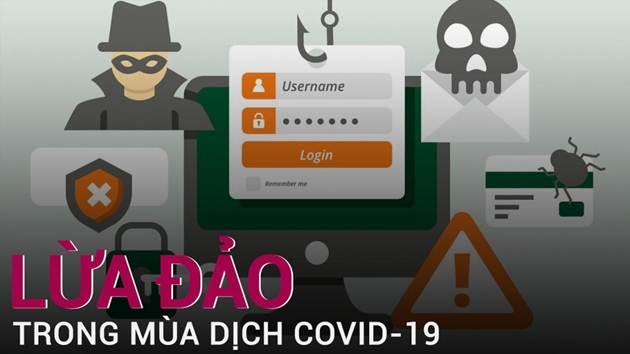 Username
Login
Remember me
LỪA ĐẢO
TRONG MÙA DỊCH COVID-19